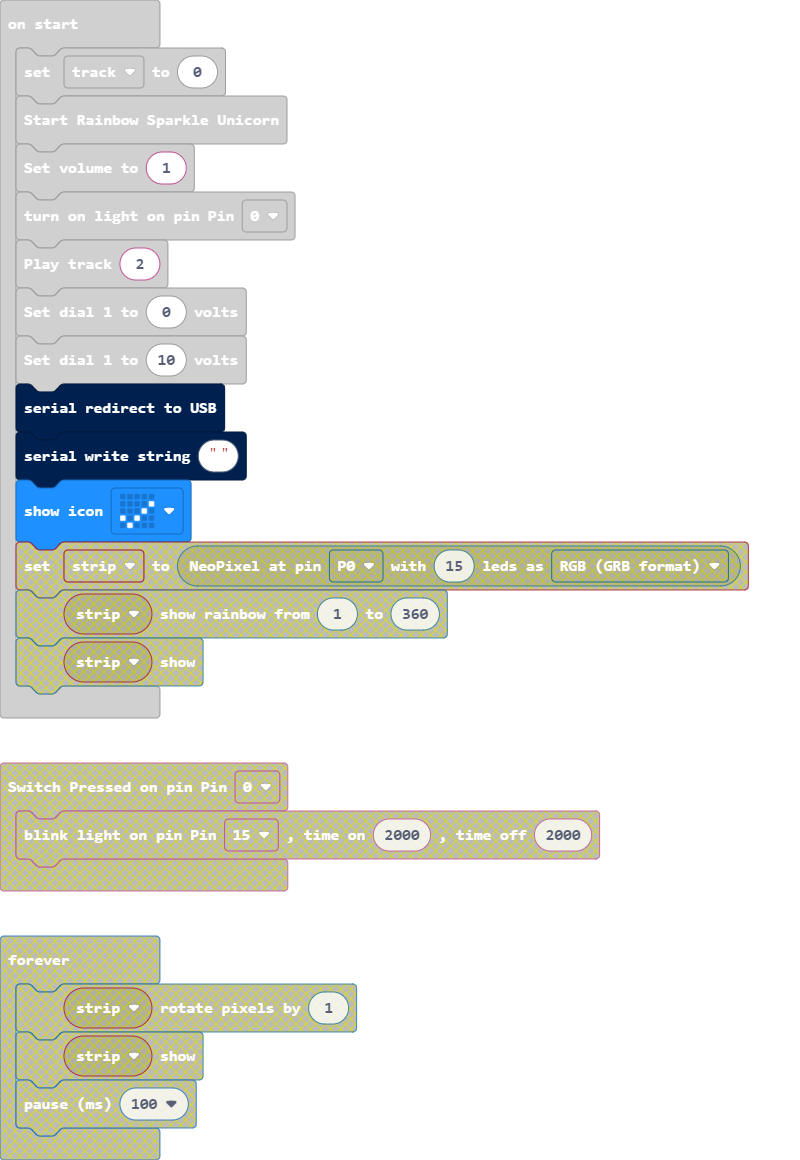 on start
set track to 0
Start Rainbow Sparkle Unicorn
Set volume to 1
turn on light on pin Pin 0
Play track 2
Set dial 1 to 0 volts
Set dial 1 to 10 volts
serial redirect to USB
serial write string " "
show icon
set strip to NeoPixel at pin P0 with 15 leds as RGB (GRB format)
strip show rainbow from 1 to 360
strip show
Switch Pressed on pin Pin 0
blink light on pin Pin 15 , time on 2000 , time off 2000
forever
strip rotate pixels by 1
strip show
pause (ms) 100